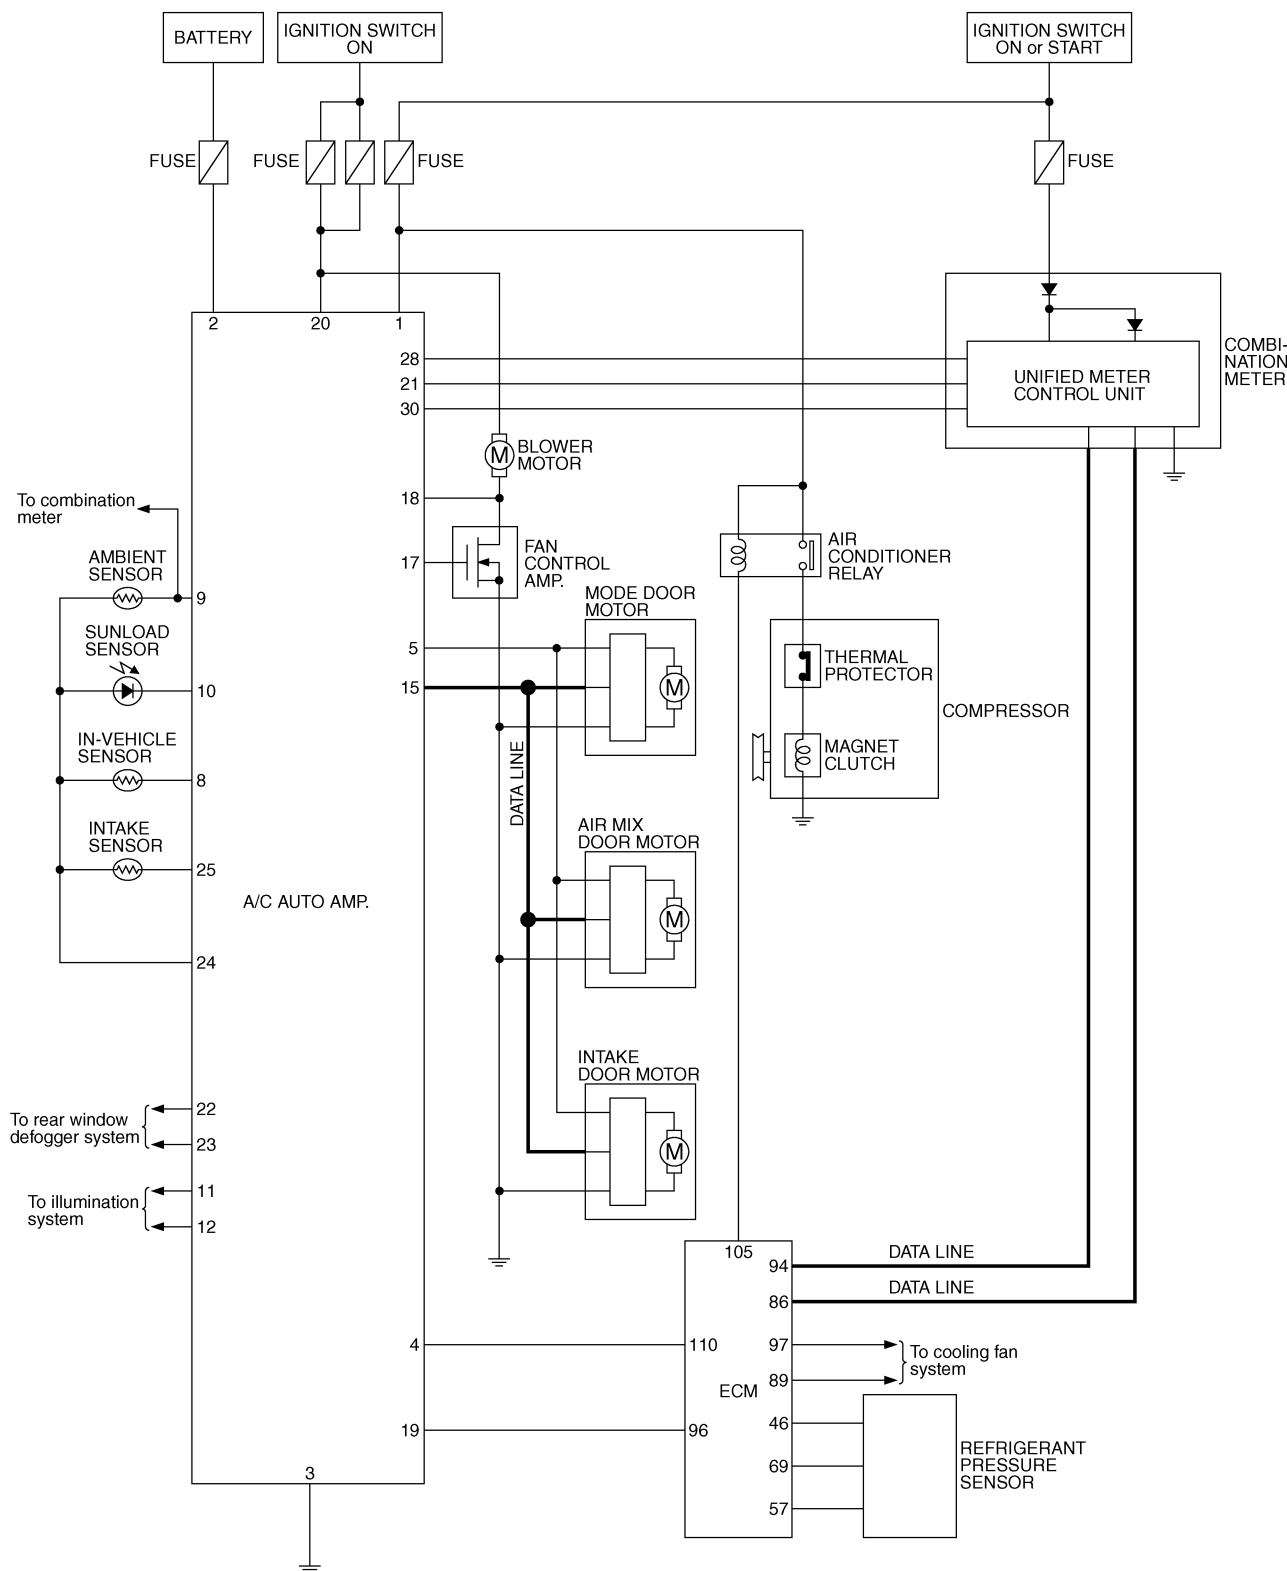 BATTERY
IGNITION SWITCH
ON
IGNITION SWITCH
ON or START
FUSE
FUSE
FUSE
FUSE
2
20
1
28
21
30
UNIFIED METER
CONTROL UNIT
COMBI-
NATION
METER
M
BLOWER
MOTOR
18
17
FAN
CONTROL
AMP.
AIR
CONDITIONER
RELAY
To combination
meter
AMBIENT
SENSOR
9
SUNLOAD
SENSOR
10
IN-VEHICLE
SENSOR
8
INTAKE
SENSOR
25
24
A/C AUTO AMP.
5
15
MODE DOOR
MOTOR
M
DATA LINE
THERMAL
PROTECTOR
MAGNET
CLUTCH
COMPRESSOR
AIR MIX
DOOR MOTOR
M
INTAKE
DOOR MOTOR
M
To rear window
defogger system
22
23
To illumination
system
11
12
4
19
3
105
94
DATA LINE
86
DATA LINE
110
97
89
To cooling fan
system
ECM
96
46
69
57
REFRIGERANT
PRESSURE
SENSOR